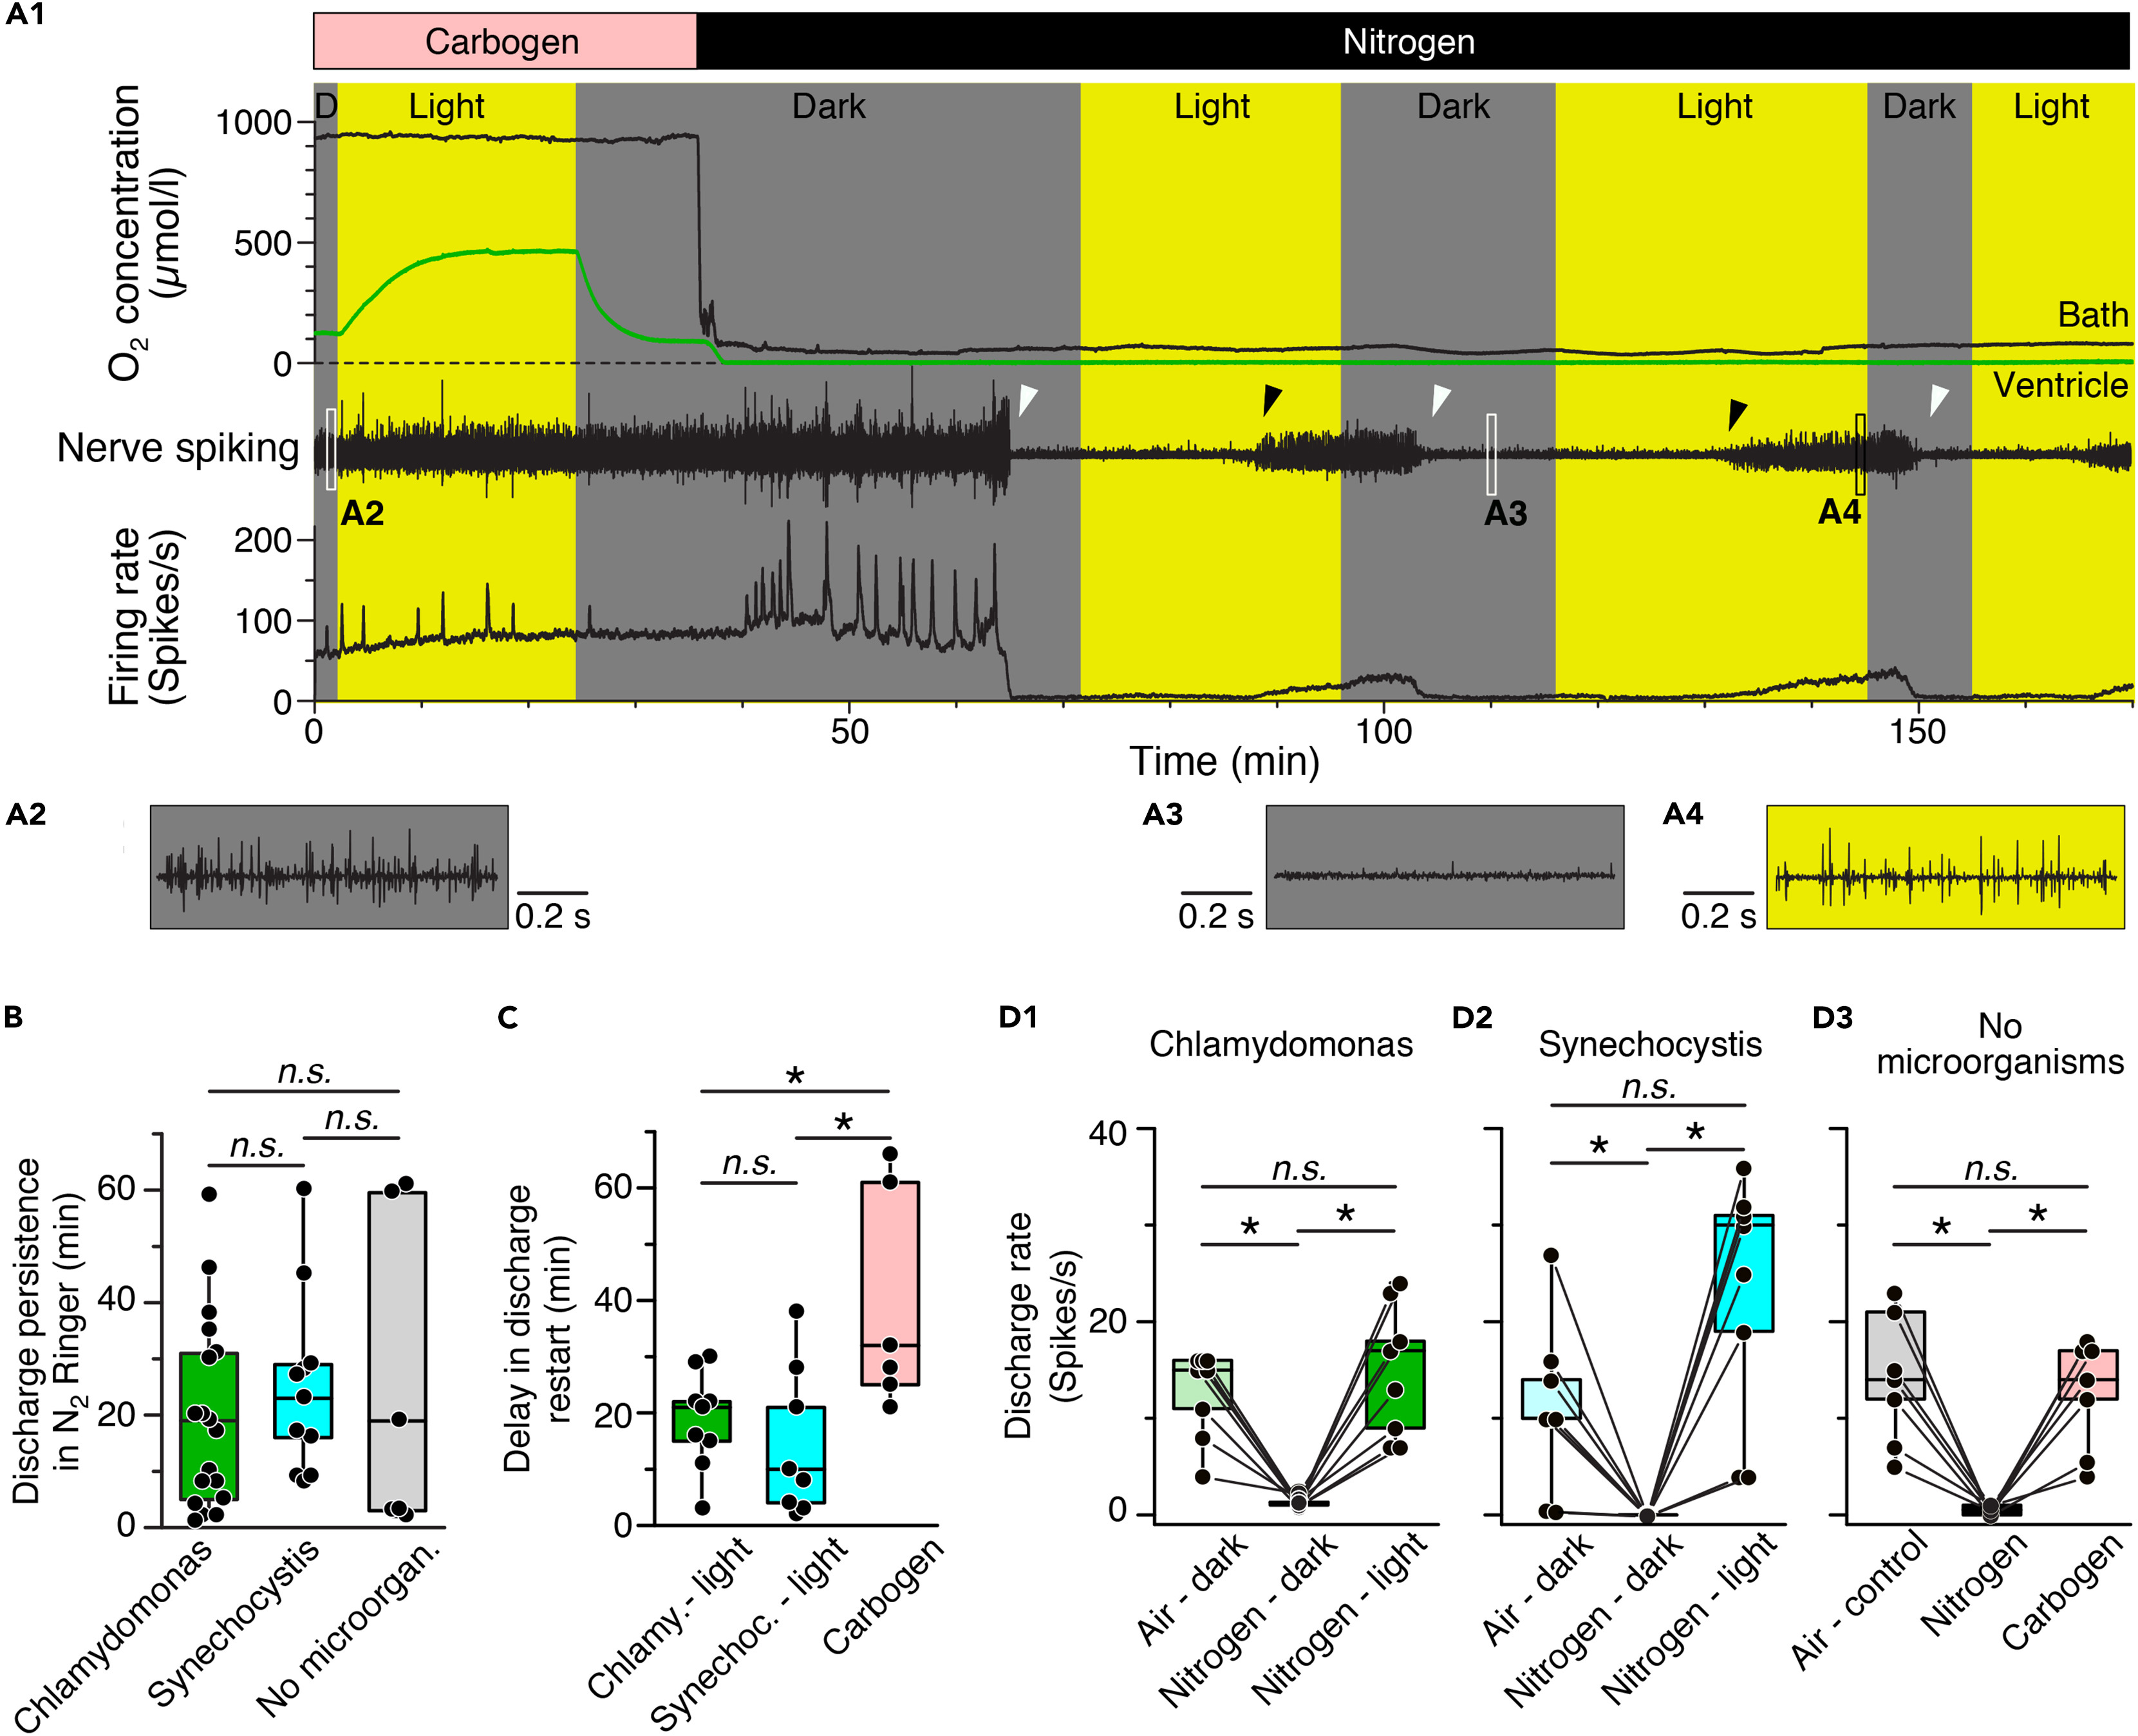 A1
Carbogen
Nitrogen
D
Light
Dark
Light
Dark
Light
Dark
Light
O2 concentration
(µmol/l)
1000
500
0
Bath
Ventricle
Nerve spiking
A2
A3
A4
Firing rate
(Spikes/s)
200
100
0
0
50
100
150
Time (min)
A2
0.2 s
A3
0.2 s
A4
0.2 s
B
Discharge persistence
in N2 Ringer (min)
n.s.
n.s.
n.s.
60
40
20
0
Chlamydomonas
Synechocystis
No microorgan.
C
Delay in discharge
restart (min)
*
*
n.s.
60
40
20
0
Chlamy.- light
Synechoc. - light
Carbogen
D1
Chlamydomonas
Discharge rate
(Spikes/s)
n.s.
*
*
40
20
0
Air - dark
Nitrogen - dark
Nitrogen - light
D2
Synechocystis
n.s.
*
*
Air - dark
Nitrogen - dark
Nitrogen - light
D3
No
microorganisms
n.s.
*
*
Air - control
Nitrogen
Carbogen